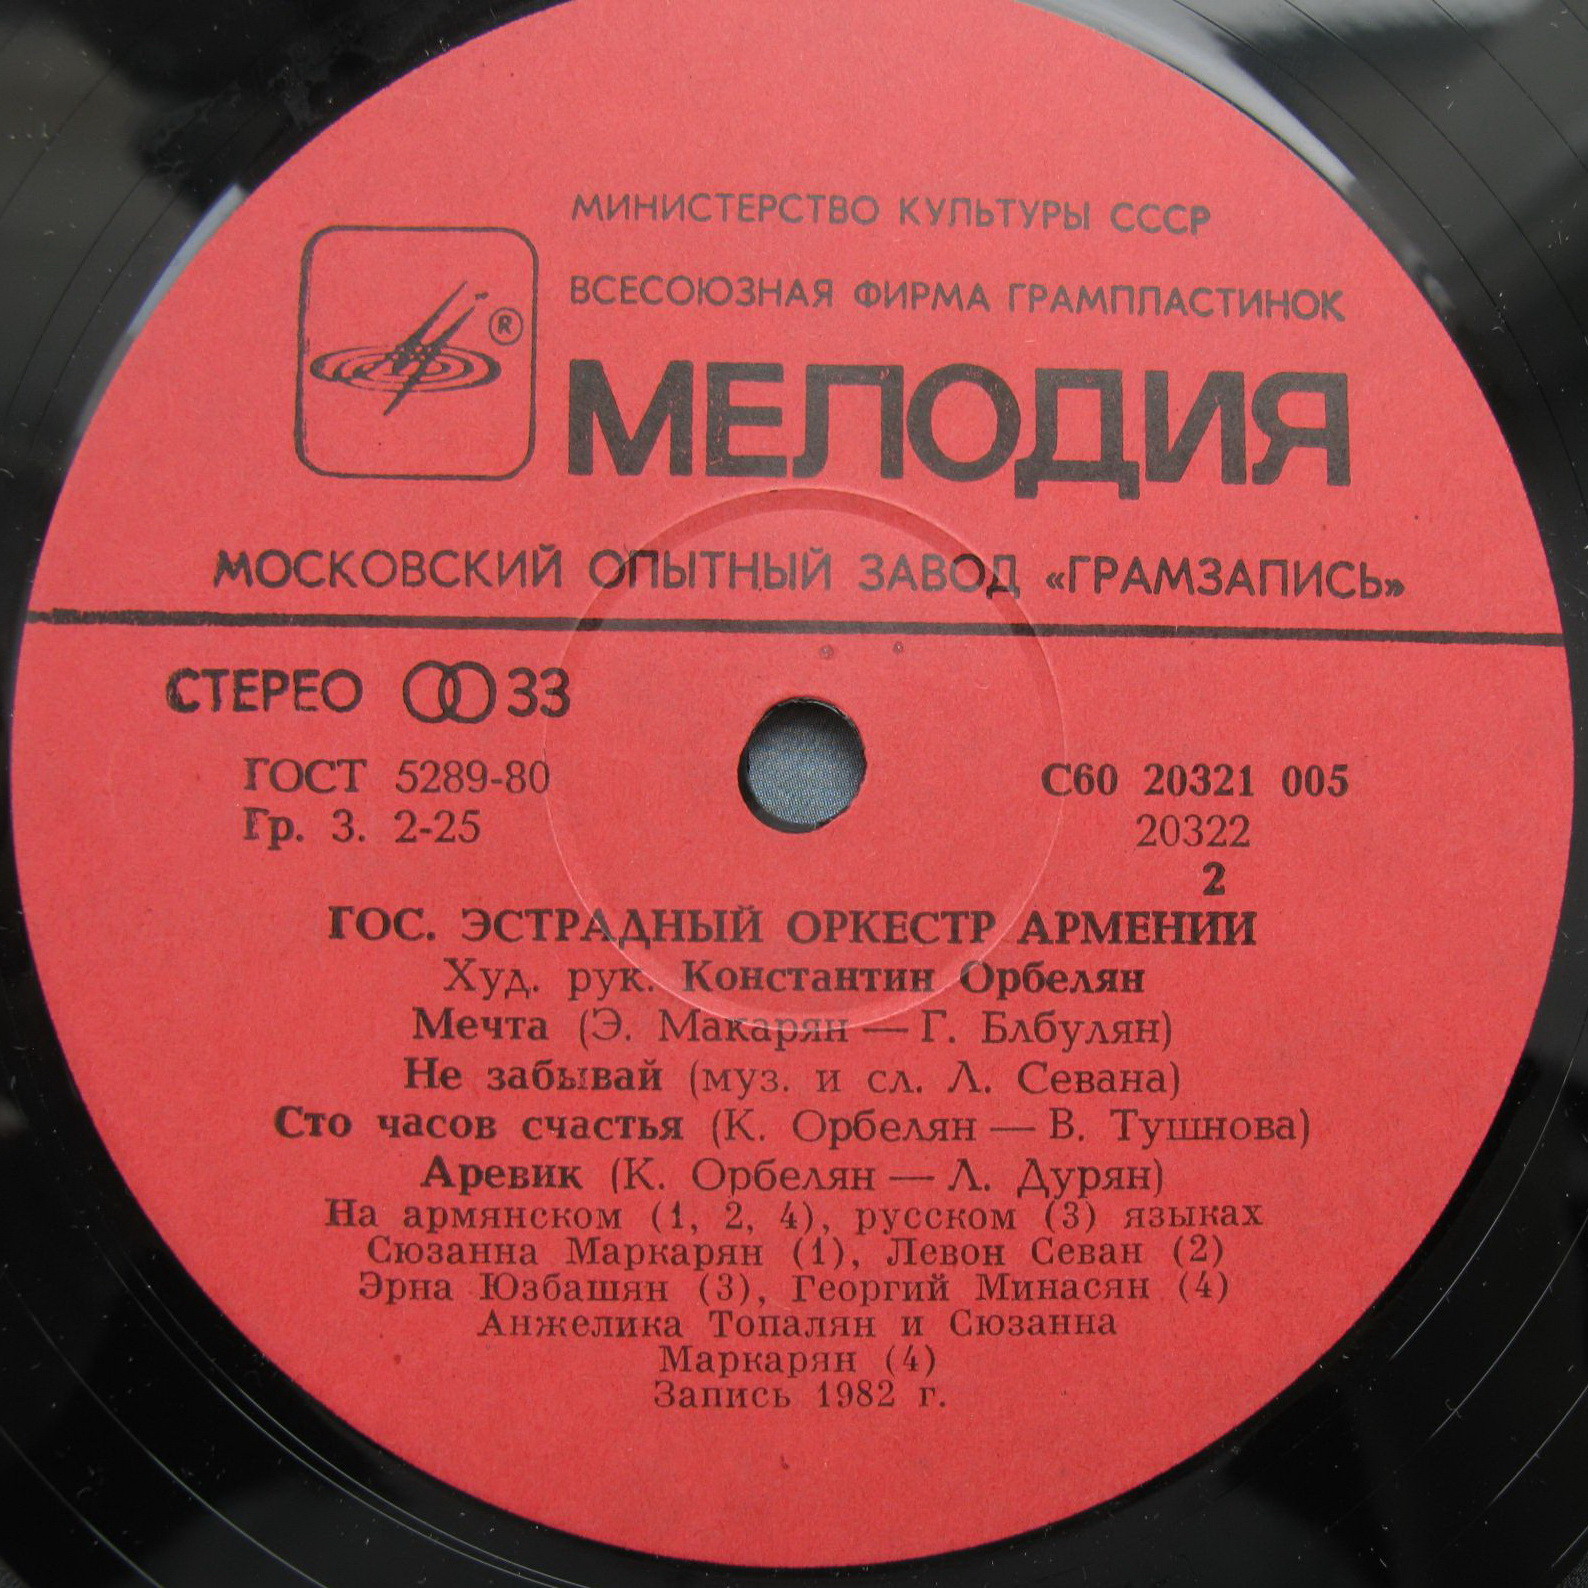 МИНИСТЕРСТВО КУЛЬТУРЫ СССР
ВСЕСОЮЗНАЯ ФИРМА ГРАМПЛАСТИНОК
®
МЕЛОДИЯ
МОСКОВСКИЙ ОПЫТНЫЙ ЗАВОД «ГРАМЗАПИСЬ»
СТЕРЕО 33
ГОСТ 5289-80
Гр. 3. 2-25
С60 20321 005
20322
2
ГОС. ЭСТРАДНЫЙ ОРКЕСТР АРМЕНИИ
Худ. рук. Константин Орбелян
Мечта (Э. Макарян — Г. Блбулян)
Не забывай (муз. и сл. Л. Севана)
Сто часов счастья (К. Орбелян — В. Тушнова)
Аревик (К. Орбелян — Л. Дурян)
На армянском (1, 2, 4), русском (3) языках
Сюзанна Маркарян (1), Левон Севан (2)
Эрна Юзбашян (3), Георгий Минасян (4)
Анжелика Топалян и Сюзанна
Маркарян (4)
Запись 1982 г.